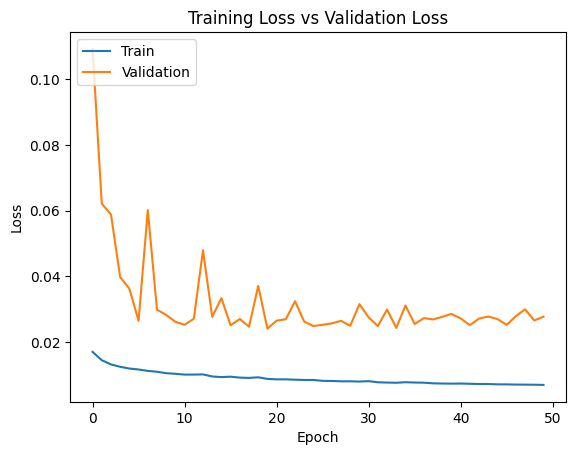 Training Loss vs Validation Loss
Train
Validation
0.10
0.08
0.06
0.04
0.02
Loss
0 10 20 30 40 50
Epoch